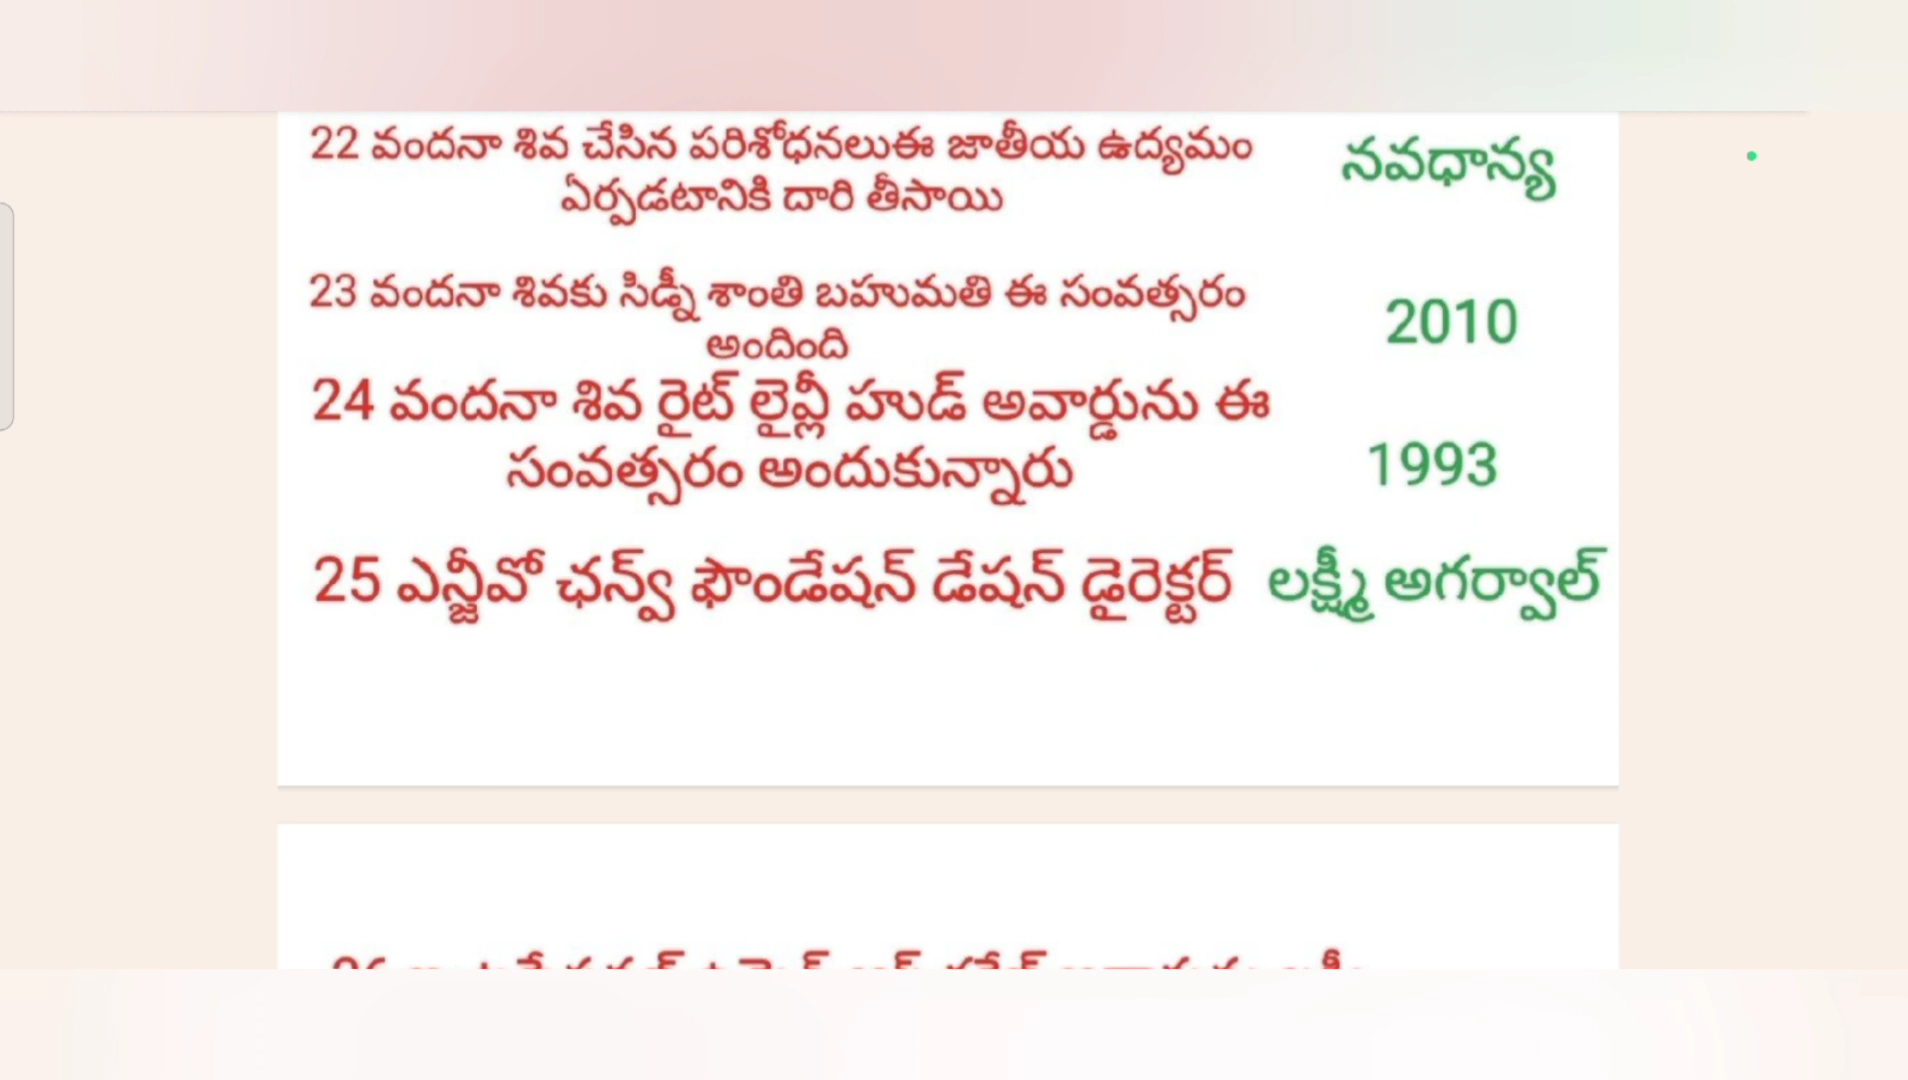 22 వందనా శివ చేసిన పరిశోధనలుఈ జాతీయ ఉద్యమం
ఏర్పడటానికి దారి తీసాయి
నవధాన్య
23 వందనా శివకు సిడ్నీ శాంతి బహుమతి ఈ సంవత్సరం
అందింది
2010
24 వందనా శివ రైట్ లైవ్లీ హుడ్ అవార్డును ఈ
సంవత్సరం అందుకున్నారు
1993
25 ఎన్జీవో ఛన్వ్ ఫౌండేషన్ డేషన్ డైరెక్టర్ లక్ష్మీ అగర్వాల్